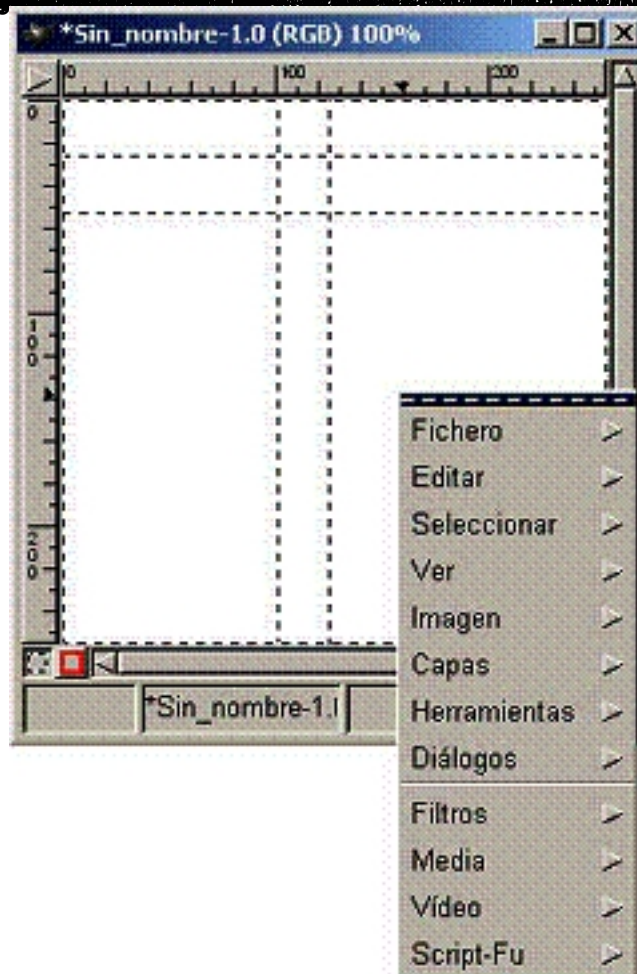 *Sin_nombre-1.0 (RGB) 100%
0 100 200
0
100
200
*Sin_nombre-1.
Fichero
Editar
Seleccionar
Ver
Imagen
Capas
Herramientas
Diálogos
Filtros
Media
Vídeo
Script-Fu